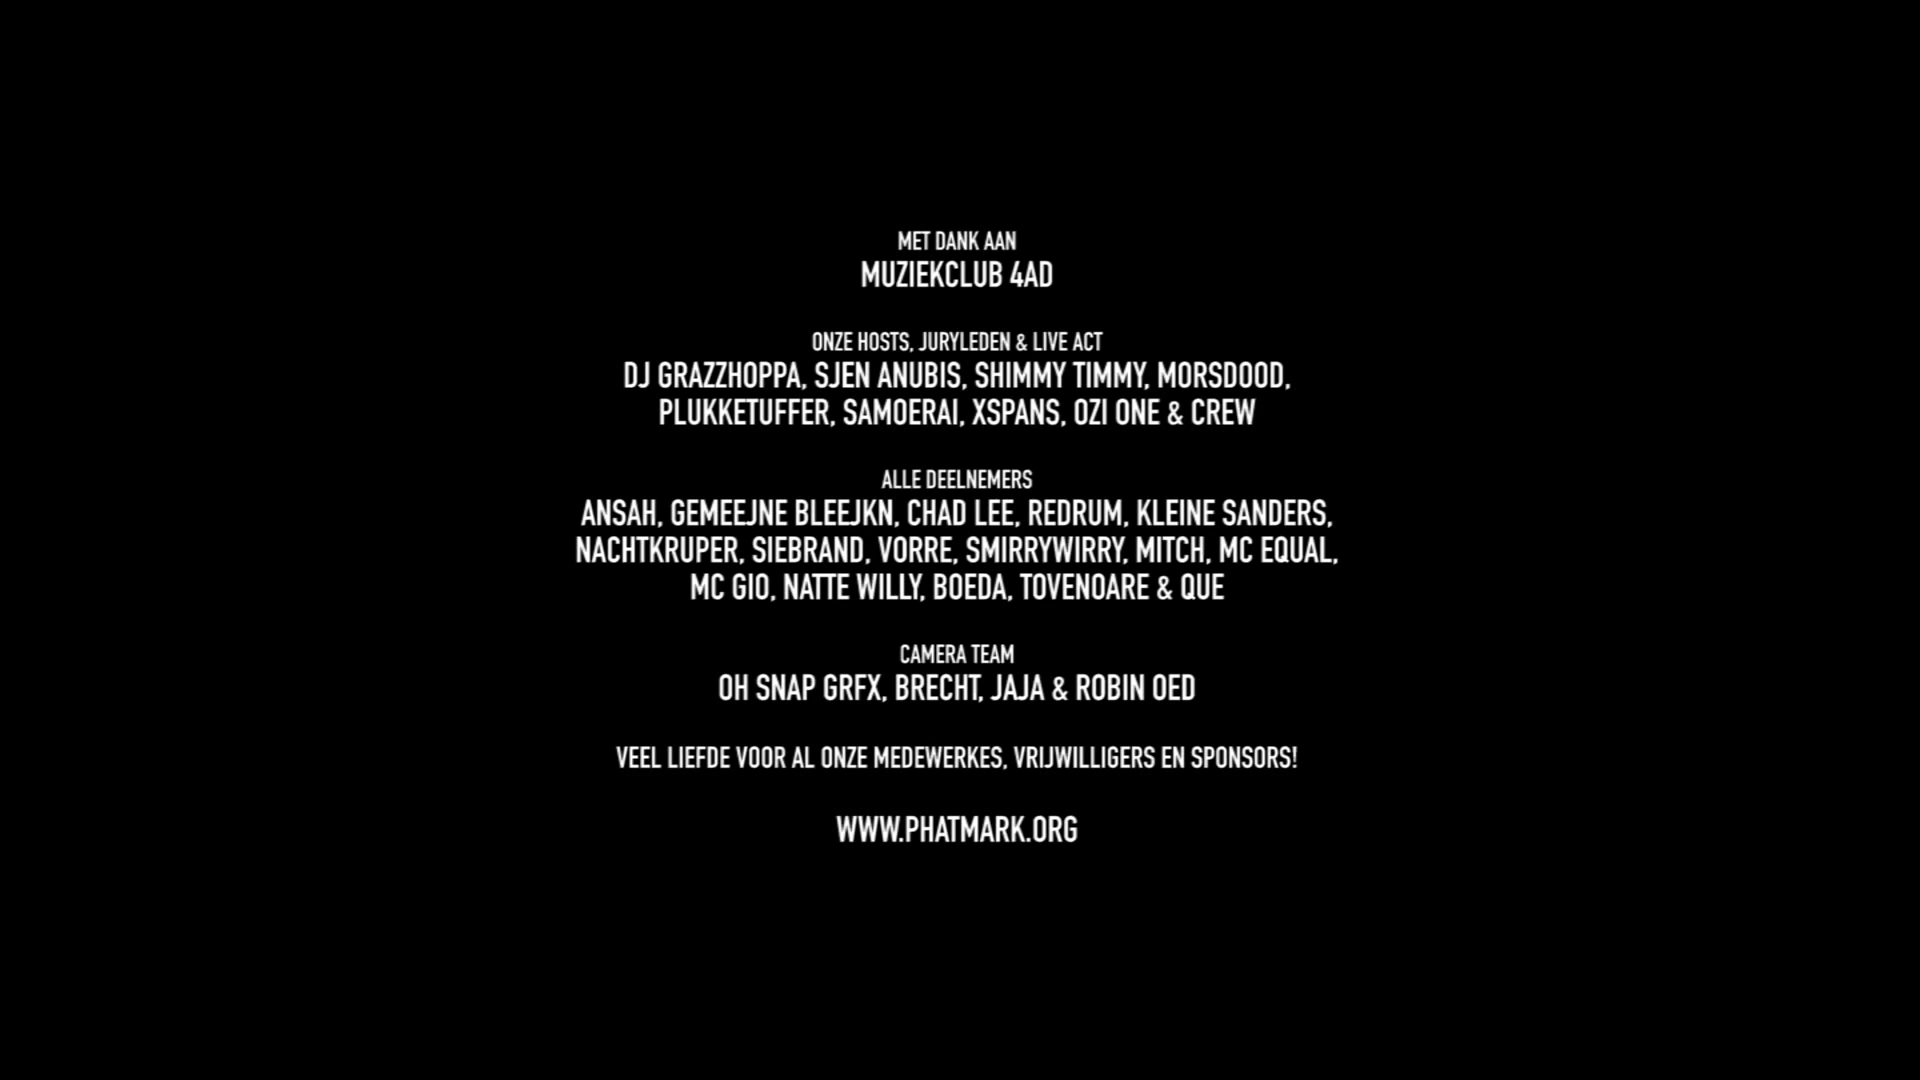 MET DANK AAN
MUZIEKCLUB 4AD
ONZE HOSTS, JURYLEDEN & LIVE ACT
DJ GRAZZHOPPA, SJEN ANUBIS, SHIMMY TIMMY, MORSDOOD,
PLUKKETUFFER, SAMOERAI, XSPANS, OZI ONE & CREW
ALLE DEELNEMERS
ANSAH, GEMEEJNE BLEEJKN, CHAD LEE, REDRUM, KLEINE SANDERS,
NACHTKRUPER, SIEBRAND, VORRE, SMIRRYWIRRY, MITCH, MC EQUAL,
MC GIO, NATTE WILLY, BOEDA, TOVENOARE & QUE
CAMERA TEAM
OH SNAP GRFX, BRECHT, JAJA & ROBIN OED
VEEL LIEFDE VOOR AL ONZE MEDEWERKES, VRIJWILLIGERS EN SPONSORS!
WWW.PHATMARK.ORG